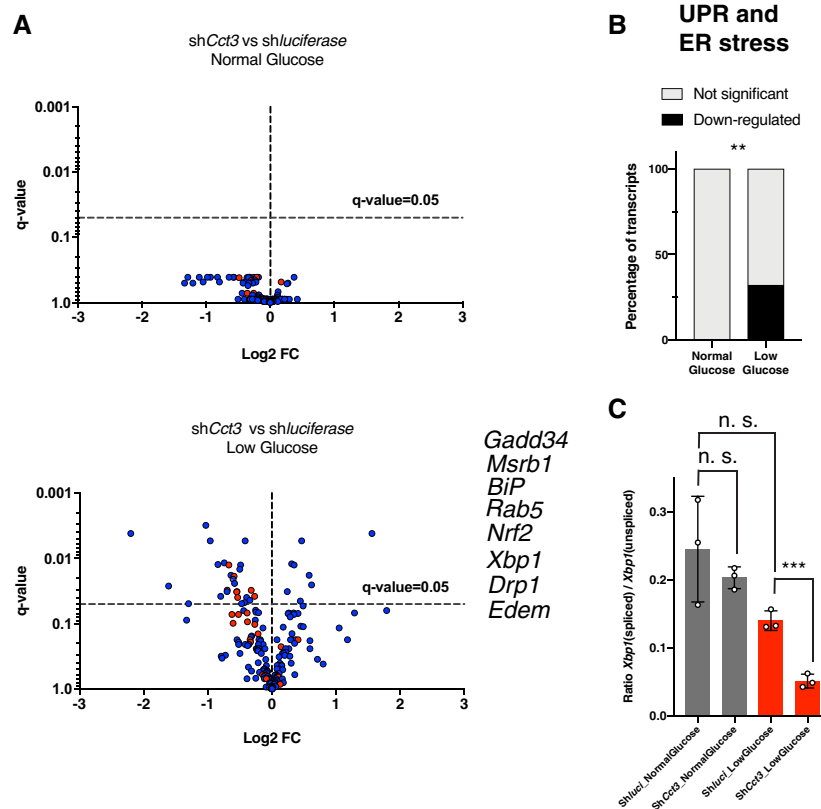 A
shCct3 vs shluciferase
Normal Glucose
0.001
0.01
0.1
1.0
q-value
q-value=0.05
-3
-2
-1
0
1
2
3
Log2 FC
shCct3 vs shluciferase
Low Glucose
0.001
0.01
0.1
1.0
q-value
q-value=0.05
-3
-2
-1
0
1
2
3
Log2 FC
Gadd34
Msrb1
BiP
Rab5
Nrf2
Xbp1
Drp1
Edem
B
UPR and
ER stress
Not significant
Down-regulated
**
100
50
0
Percentage of transcripts
Normal
Glucose
Low
Glucose
C
n. s.
n. s.
***
0.3
0.2
0.1
0.0
Ratio Xbp1(spliced) / Xbp1(unspliced)
Shluci_NormalGlucose
ShCct3_NormalGlucose
Shluci_LowGlucose
ShCct3_LowGlucose